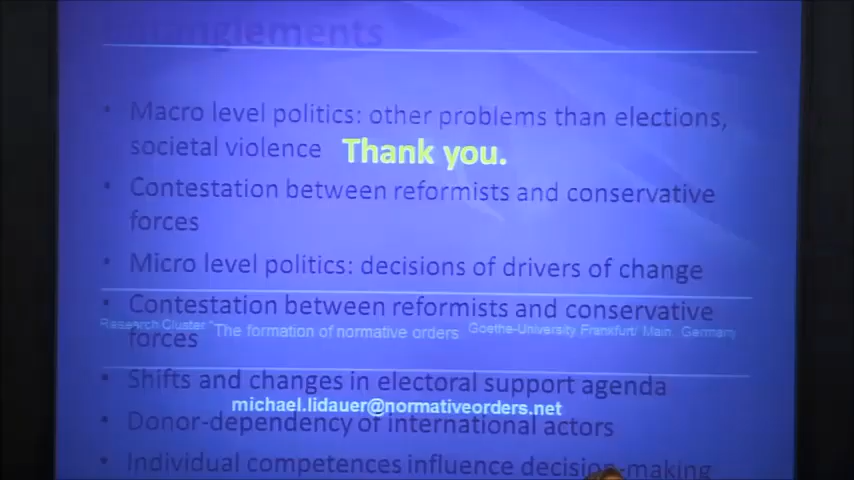 entanglements
• Macro level politics: other problems than elections,
societal violence
Thank you.
• Contestation between reformists and conservative
forces
• Micro level politics: decisions of drivers of change
• Contestation between reformists and conservative
forces
Research Cluster "The formation of normative orders Goethe-University Frankfurt/ Main, Germany
• Shifts and changes in electoral support agenda
michael.lidauer@normativeorders.net
• Donor-dependency of international actors
• Individual competences influence decision-making